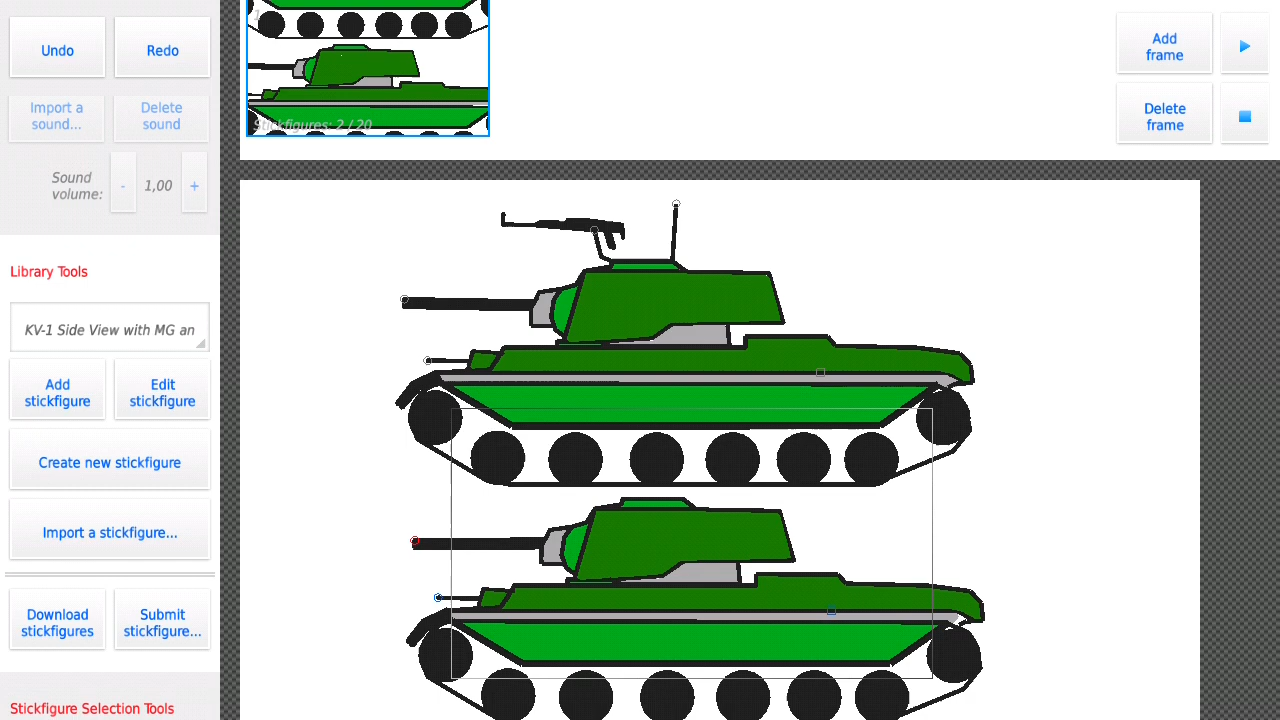 Undo
Redo
Import a
sound...
Delete
sound
Sound
volume:
-
1,00
+
Library Tools
KV-1 Side View with MG an
Add
stickfigure
Edit
stickfigure
Create new stickfigure
Import a stickfigure...
Download
stickfigures
Submit
stickfigure...
Stickfigure Selection Tools
Stickfigures: 2 / 20
Add
frame
Delete
frame